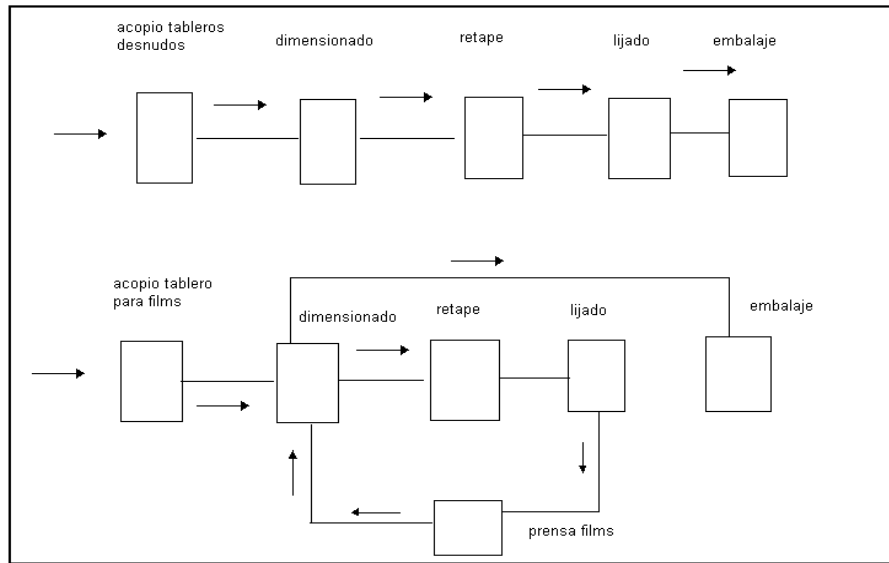 acopio tableros
desnudos
dimensionado
retape
lijado
embalaje
acopio tablero
para films
dimensionado
retape
lijado
embalaje
prensa films